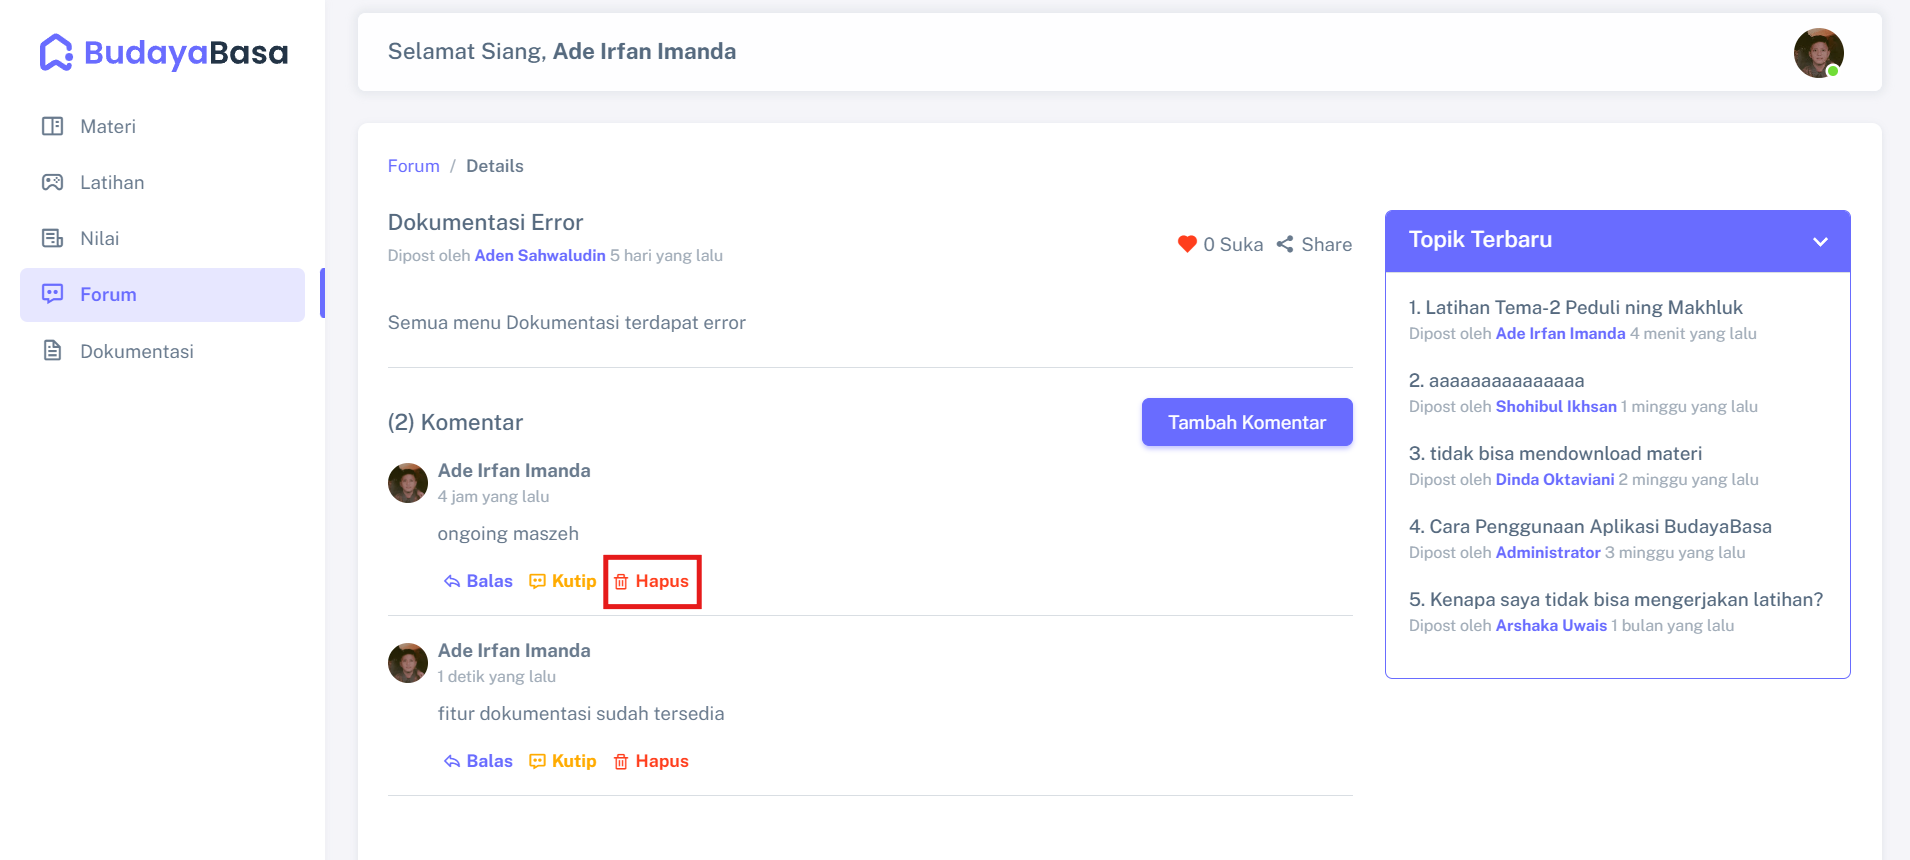 BudayaBasa
Materi
Latihan
Nilai
Forum
Dokumentasi
Selamat Siang, Ade Irfan Imanda
Forum / Details
Dokumentasi Error
Dipost oleh Aden Sahwaludin 5 hari yang lalu
0 Suka Share
Semua menu Dokumentasi terdapat error
(2) Komentar
Tambah Komentar
Ade Irfan Imanda
4 jam yang lalu
ongoing maszeh
Balas Kutip Hapus
Ade Irfan Imanda
1 detik yang lalu
fitur dokumentasi sudah tersedia
Balas Kutip Hapus
Topik Terbaru
1. Latihan Tema-2 Peduli ning Makhluk
Dipost oleh Ade Irfan Imanda 4 menit yang lalu
2. aaaaaaaaaaaaaaa
Dipost oleh Shohibul Ikhsan 1 minggu yang lalu
3. tidak bisa mendownload materi
Dipost oleh Dinda Oktaviani 2 minggu yang lalu
4. Cara Penggunaan Aplikasi BudayaBasa
Dipost oleh Administrator 3 minggu yang lalu
5. Kenapa saya tidak bisa mengerjakan latihan?
Dipost oleh Arshaka Uwais 1 bulan yang lalu